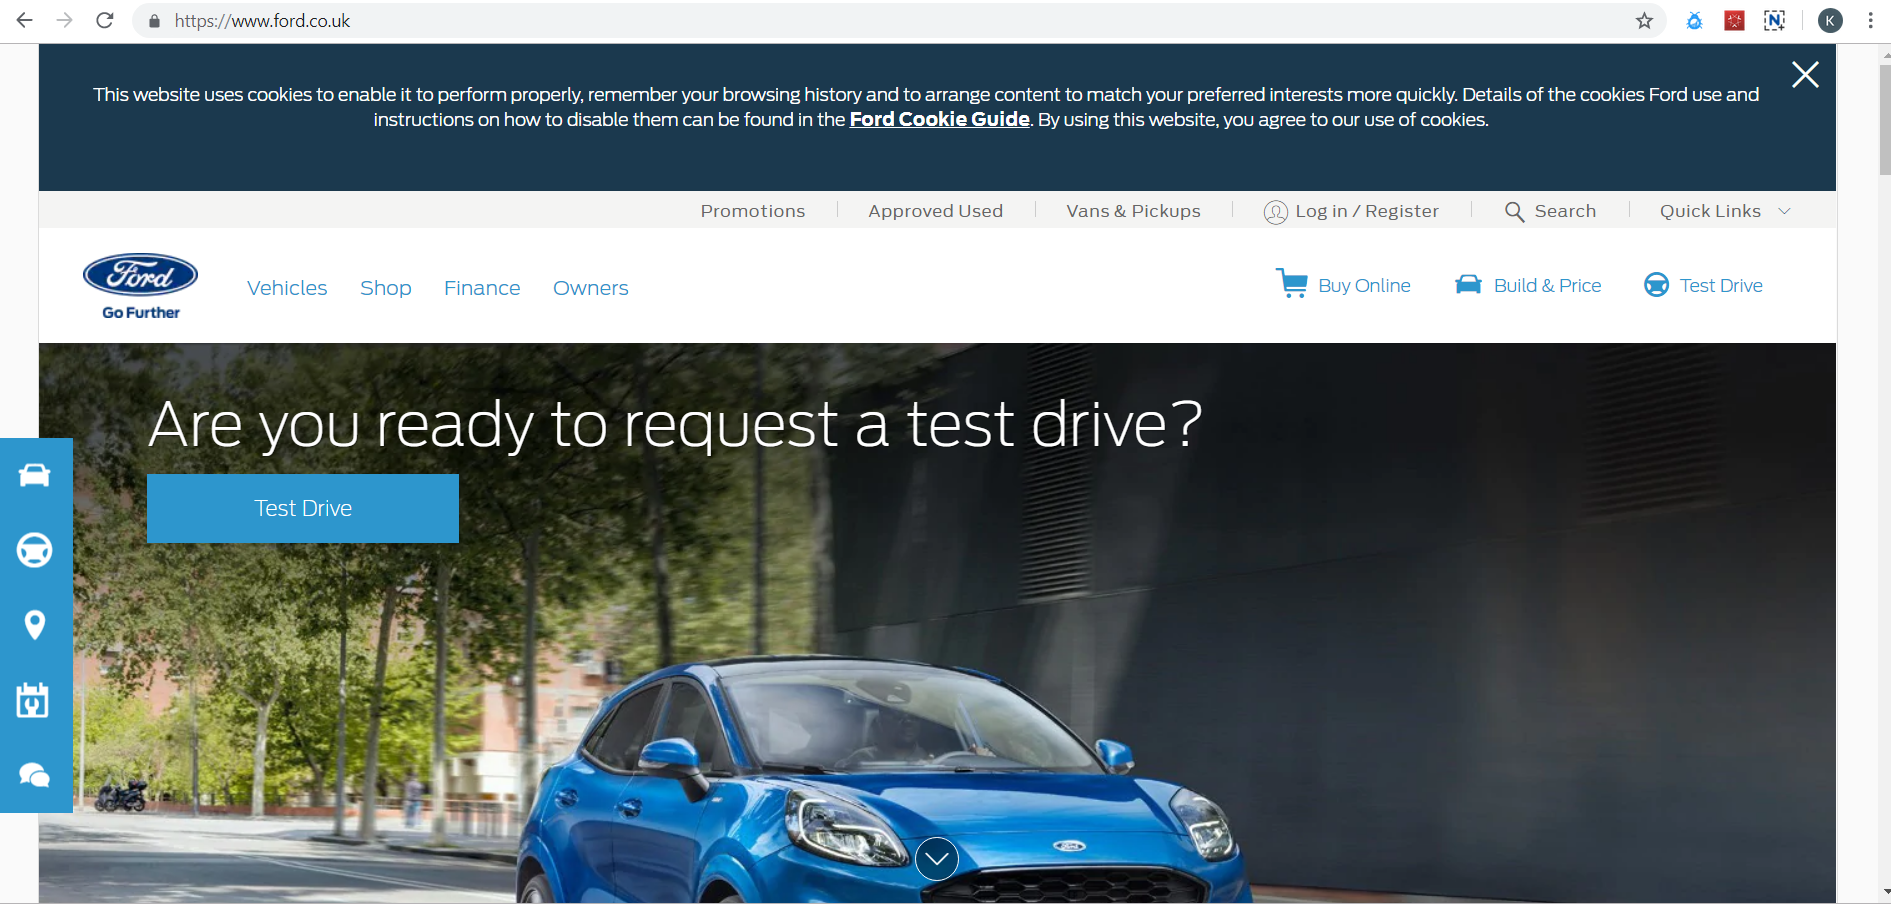 https://www.ford.co.uk
K
This website uses cookies to enable it to perform properly, remember your browsing history and to arrange content to match your preferred interests more quickly. Details of the cookies Ford use and
instructions on how to disable them can be found in the Ford Cookie Guide. By using this website, you agree to our use of cookies.
Promotions
Approved Used
Vans & Pickups
Log in / Register
Search
Quick Links
Ford
Go Further
Vehicles
Shop
Finance
Owners
Buy Online
Build & Price
Test Drive
Are you ready to request a test drive?
Test Drive
Ford